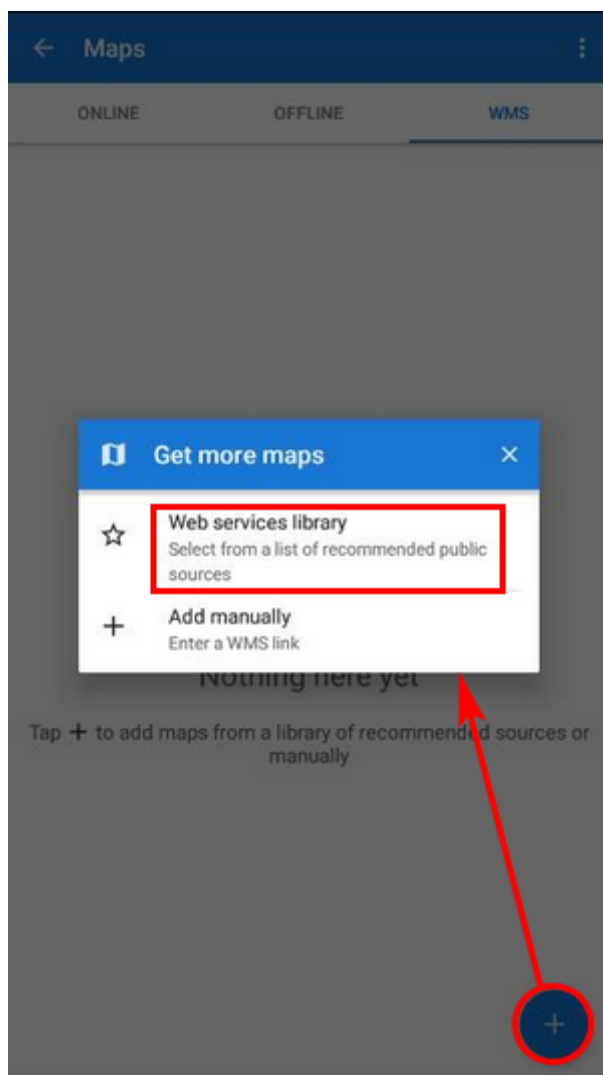 Maps
ONLINE OFFLINE WMS
Get more maps
Web services library
Select from a list of recommended public
sources
Add manually
Enter a WMS link
Nothing here yet
Tap + to add maps from a library of recommended sources or
manually